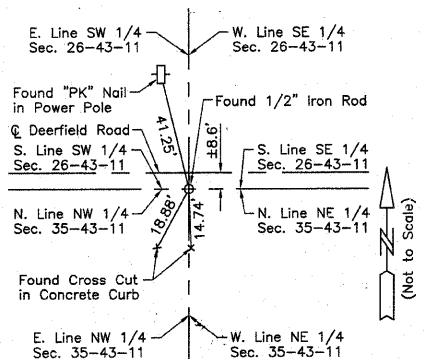 E. Line SW 1/4
Sec. 26-43-11
W. Line SE 1/4
Sec. 26-43-11
Found "PK" Nail
in Power Pole
Found 1/2" Iron Rod
41.25'
±8.6'
℄ Deerfield Road
S. Line SW 1/4
Sec. 26-43-11
S. Line SE 1/4
Sec. 26-43-11
N. Line NW 1/4
Sec. 35-43-11
N. Line NE 1/4
Sec. 35-43-11
18.88'
14.74'
Found Cross Cut
in Concrete Curb
N
(Not to Scale)
E. Line NW 1/4
Sec. 35-43-11
W. Line NE 1/4
Sec. 35-43-11